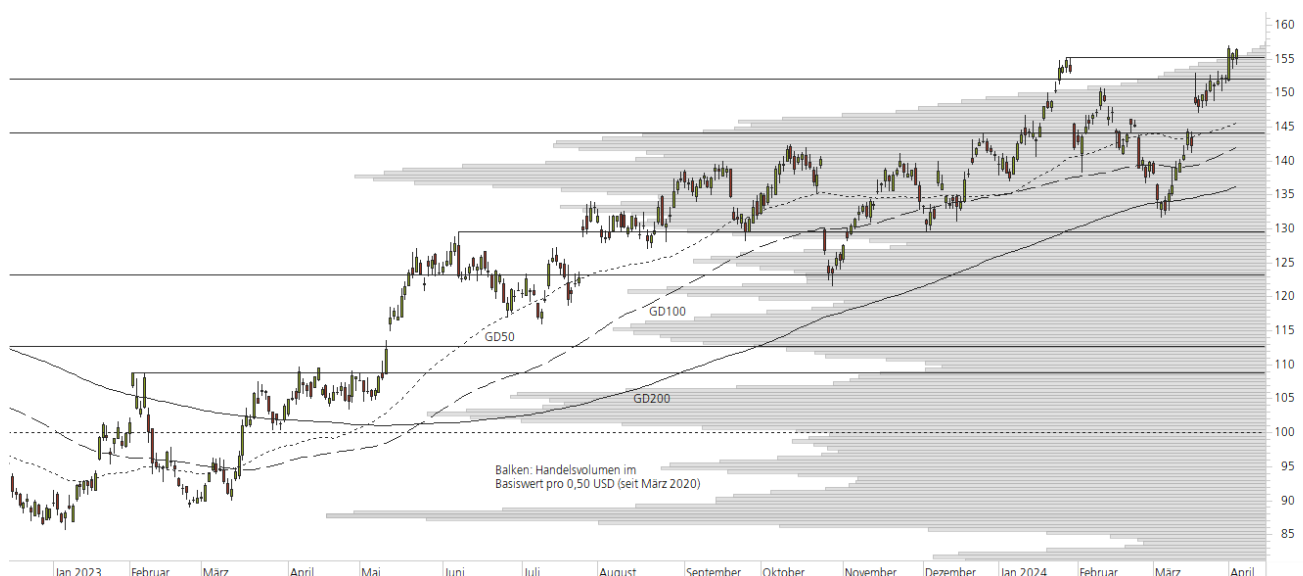 160
155
150
145
140
135
130
125
120
115
110
105
100
95
90
85
GD100
GD50
GD200
Balken: Handelsvolumen im
Basiswert pro 0,50 USD (seit März 2020)
Jan 2023 Februar März April Mai Juni Juli August September Oktober November Dezember Jan 2024 Februar März April